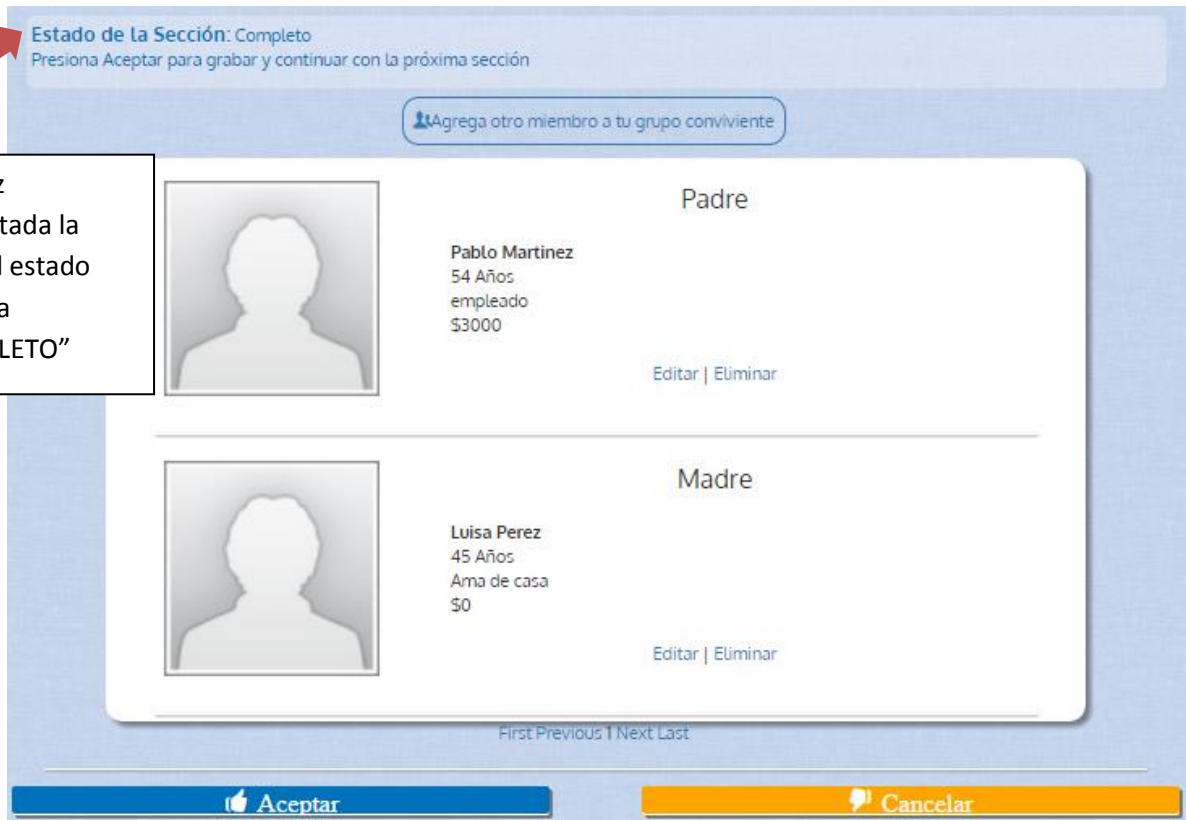 Estado de la Sección: Completo
Presiona Aceptar para grabar y continuar con la próxima sección
Agrega otro miembro a tu grupo conviviente
z
tada la
l estado
a
LETO”
Padre
Pablo Martinez
54 Años
empleado
$3000
Editar | Eliminar
Madre
Luisa Perez
45 Años
Ama de casa
$0
Editar | Eliminar
First Previous 1 Next Last
Aceptar
Cancelar